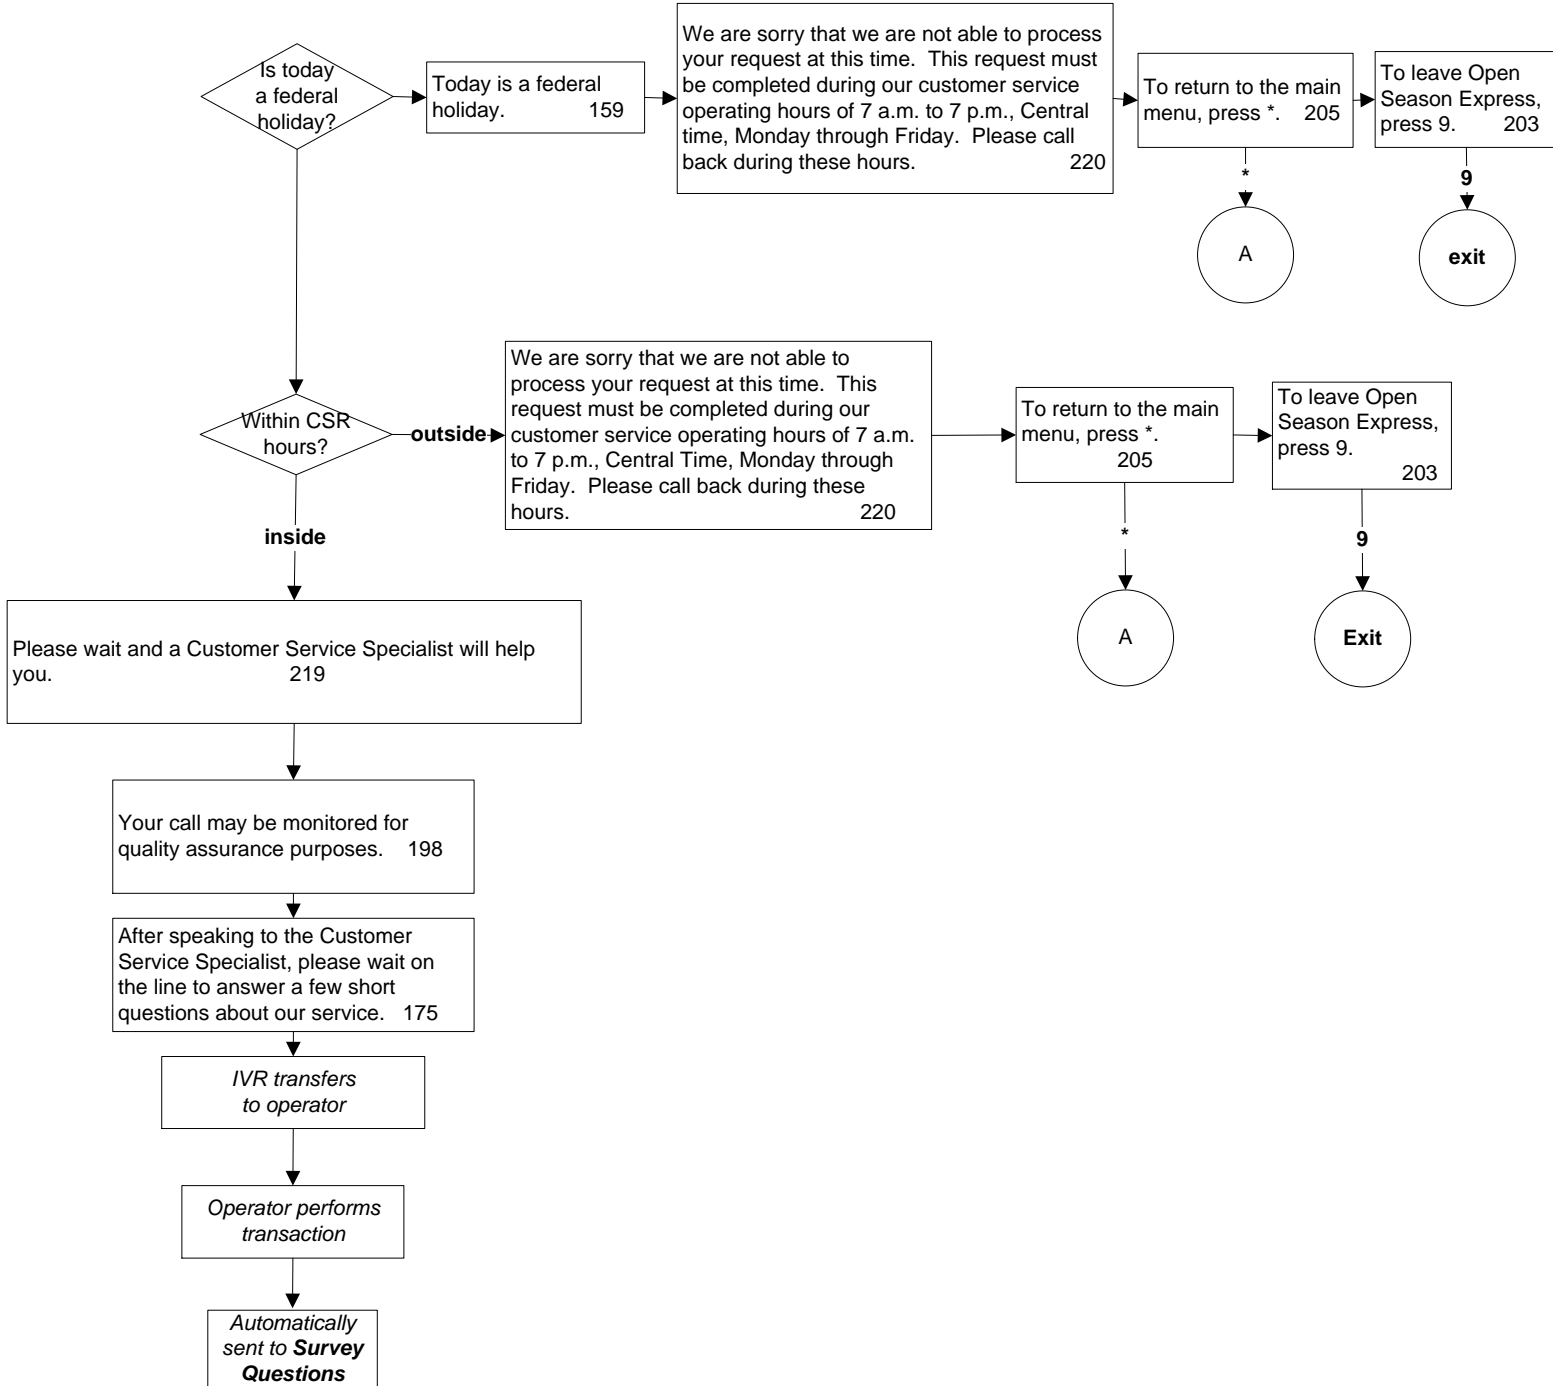 Is today
a federal
holiday?
Today is a federal
holiday. 159
We are sorry that we are not able to process
your request at this time. This request must
be completed during our customer service
operating hours of 7 a.m. to 7 p.m., Central
time, Monday through Friday. Please call
back during these hours. 220
To return to the main
menu, press *. 205
To leave Open
Season Express,
press 9. 203
*
9
A
exit
Within CSR
hours?
outside
We are sorry that we are not able to
process your request at this time. This
request must be completed during our
customer service operating hours of 7 a.m.
to 7 p.m., Central Time, Monday through
Friday. Please call back during these
hours. 220
To return to the main
menu, press *.
205
To leave Open
Season Express,
press 9.
203
*
9
A
Exit
inside
Please wait and a Customer Service Specialist will help
you. 219
Your call may be monitored for
quality assurance purposes. 198
After speaking to the Customer
Service Specialist, please wait on
the line to answer a few short
questions about our service. 175
IVR transfers
to operator
Operator performs
transaction
Automatically
sent to Survey
Questions